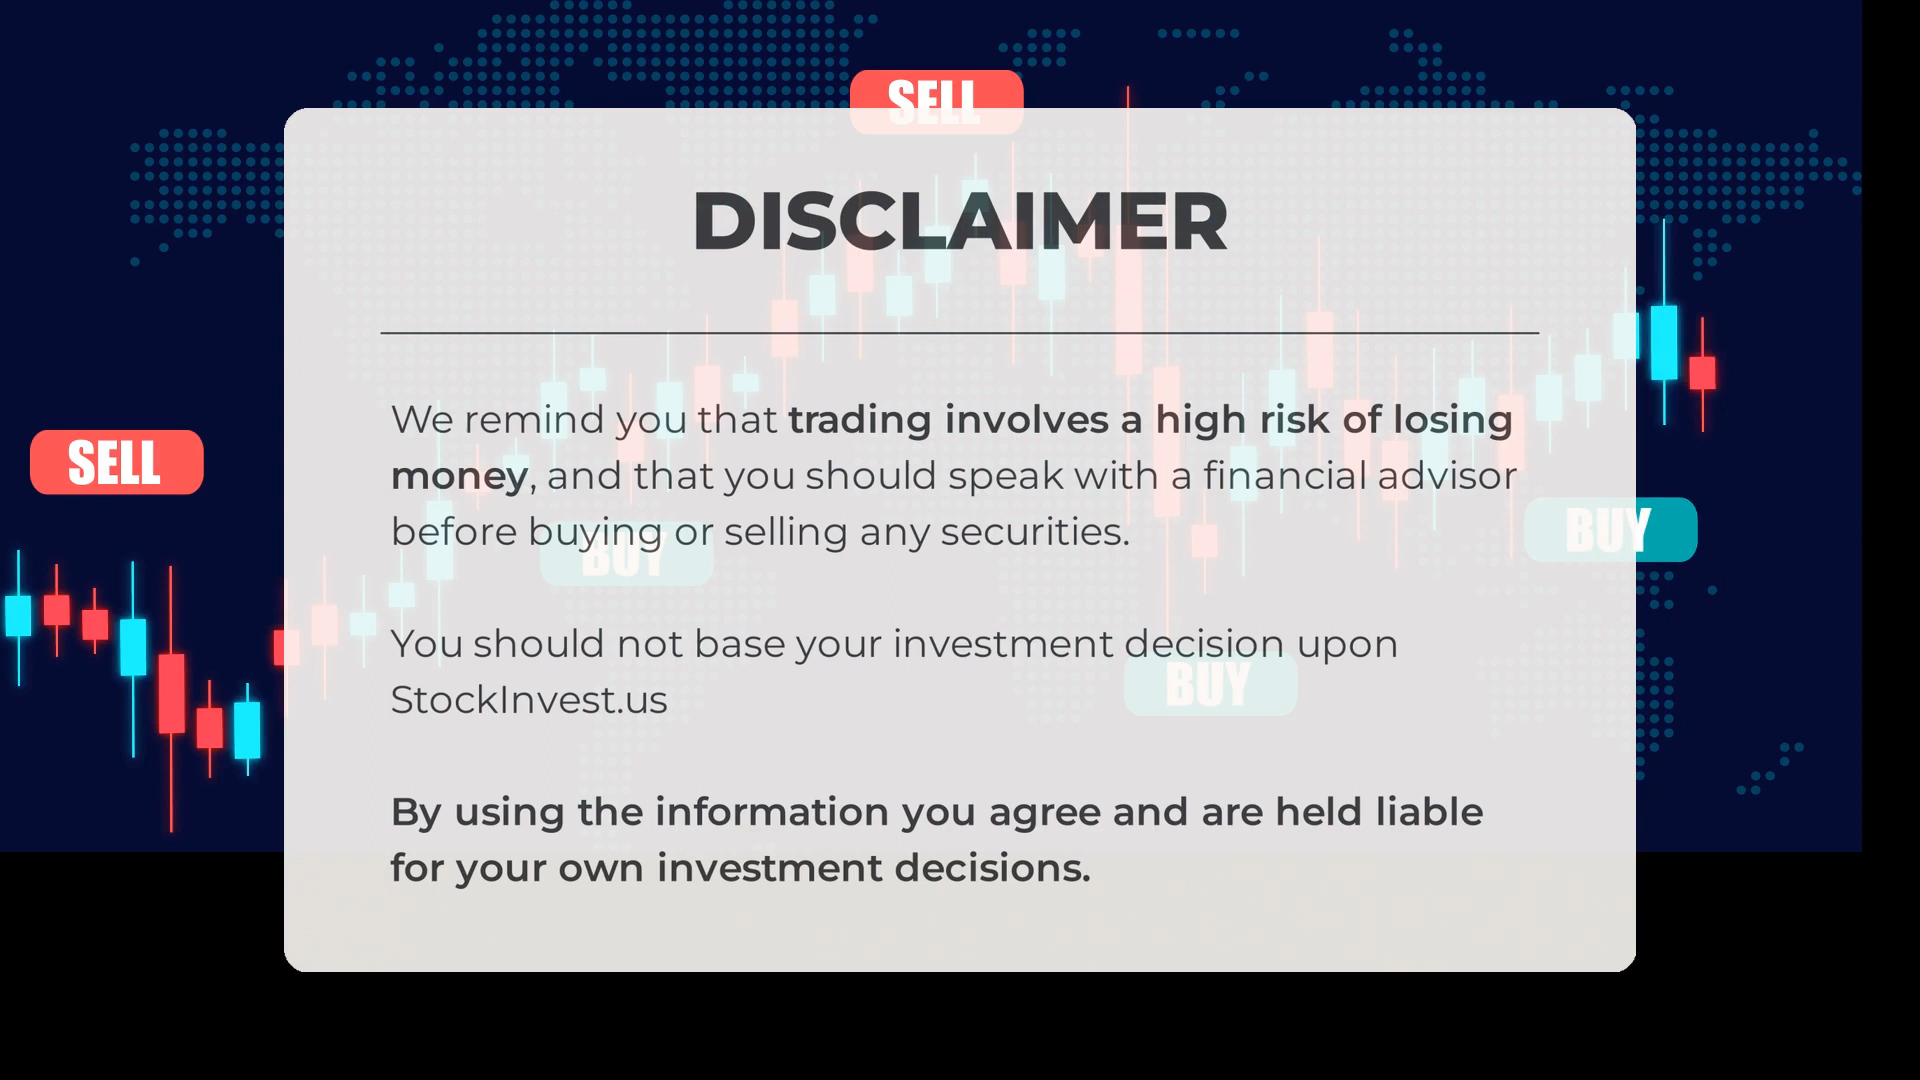 SELL
DISCLAIMER
We remind you that trading involves a high risk of losing
money, and that you should speak with a financial advisor
before buying or selling any securities.
SELL
BUY
BUY
You should not base your investment decision upon
StockInvest.us
BUY
By using the information you agree and are held liable
for your own investment decisions.